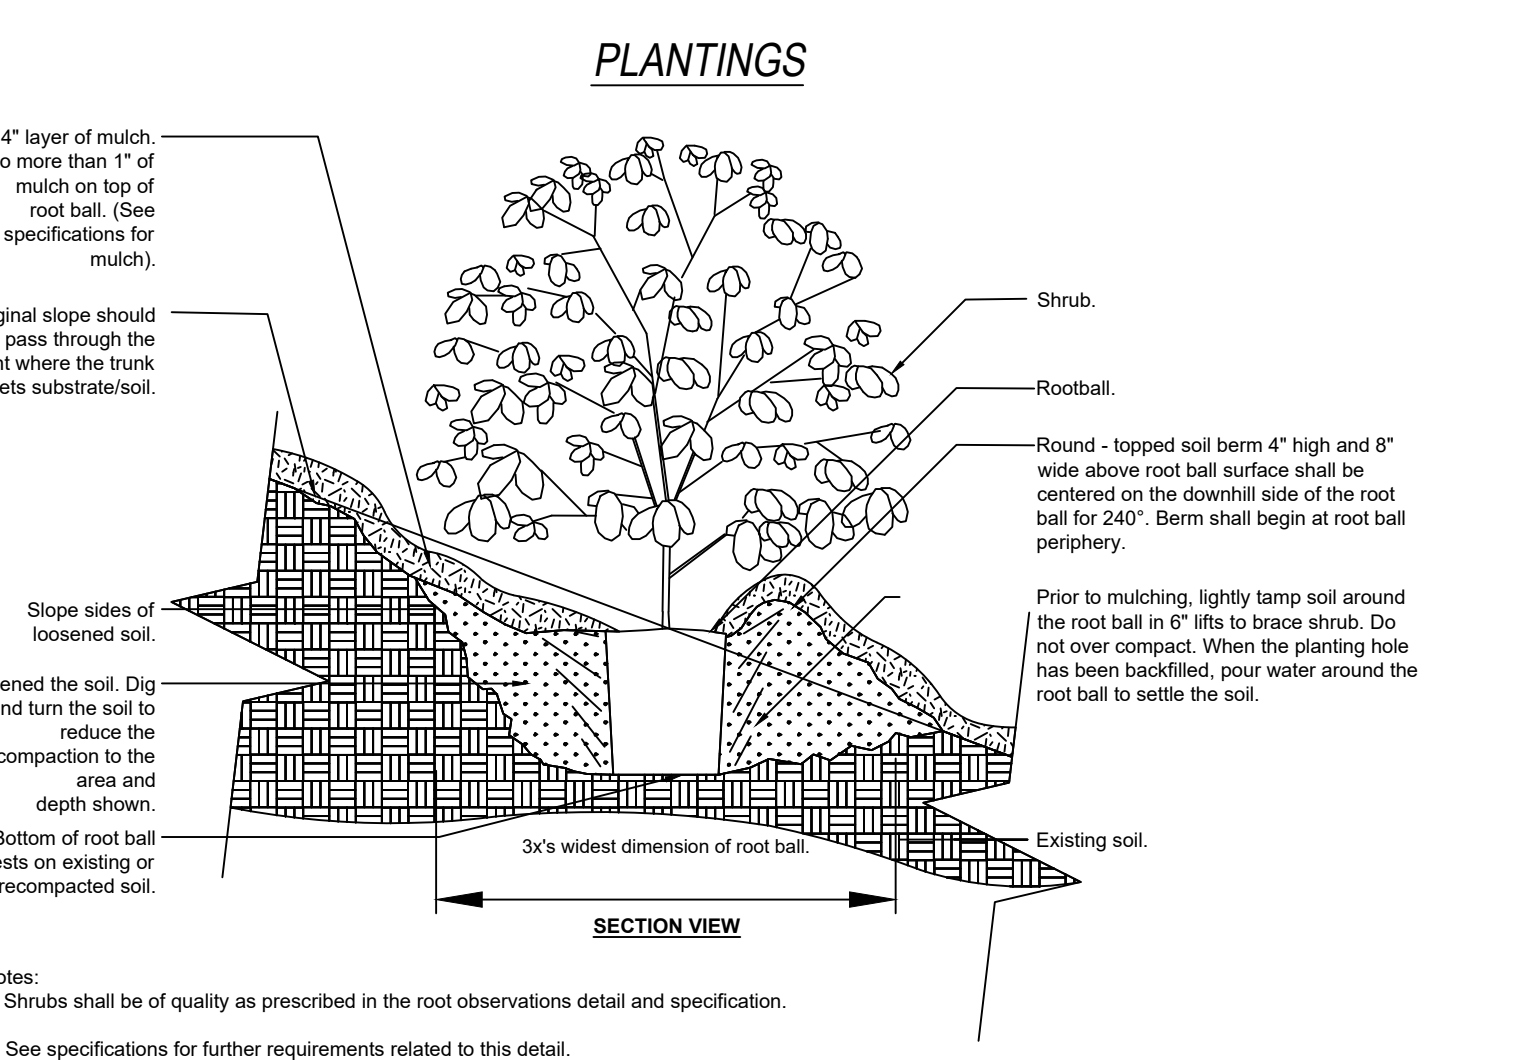 PLANTINGS
4" layer of mulch.
o more than 1" of
mulch on top of
root ball. (See
specifications for
mulch).
ginal slope should
pass through the
nt where the trunk
ets substrate/soil.
Slope sides of
loosened soil.
ened the soil. Dig
nd turn the soil to
reduce the
compaction to the
area and
depth shown.
Bottom of root ball
ests on existing or
recompacted soil.
Shrub.
Rootball.
Round - topped soil berm 4" high and 8"
wide above root ball surface shall be
centered on the downhill side of the root
ball for 240°. Berm shall begin at root ball
periphery.
Prior to mulching, lightly tamp soil around
the root ball in 6" lifts to brace shrub. Do
not over compact. When the planting hole
has been backfilled, pour water around the
root ball to settle the soil.
Existing soil.
3x's widest dimension of root ball.
SECTION VIEW
otes:
Shrubs shall be of quality as prescribed in the root observations detail and specification.
See specifications for further requirements related to this detail.